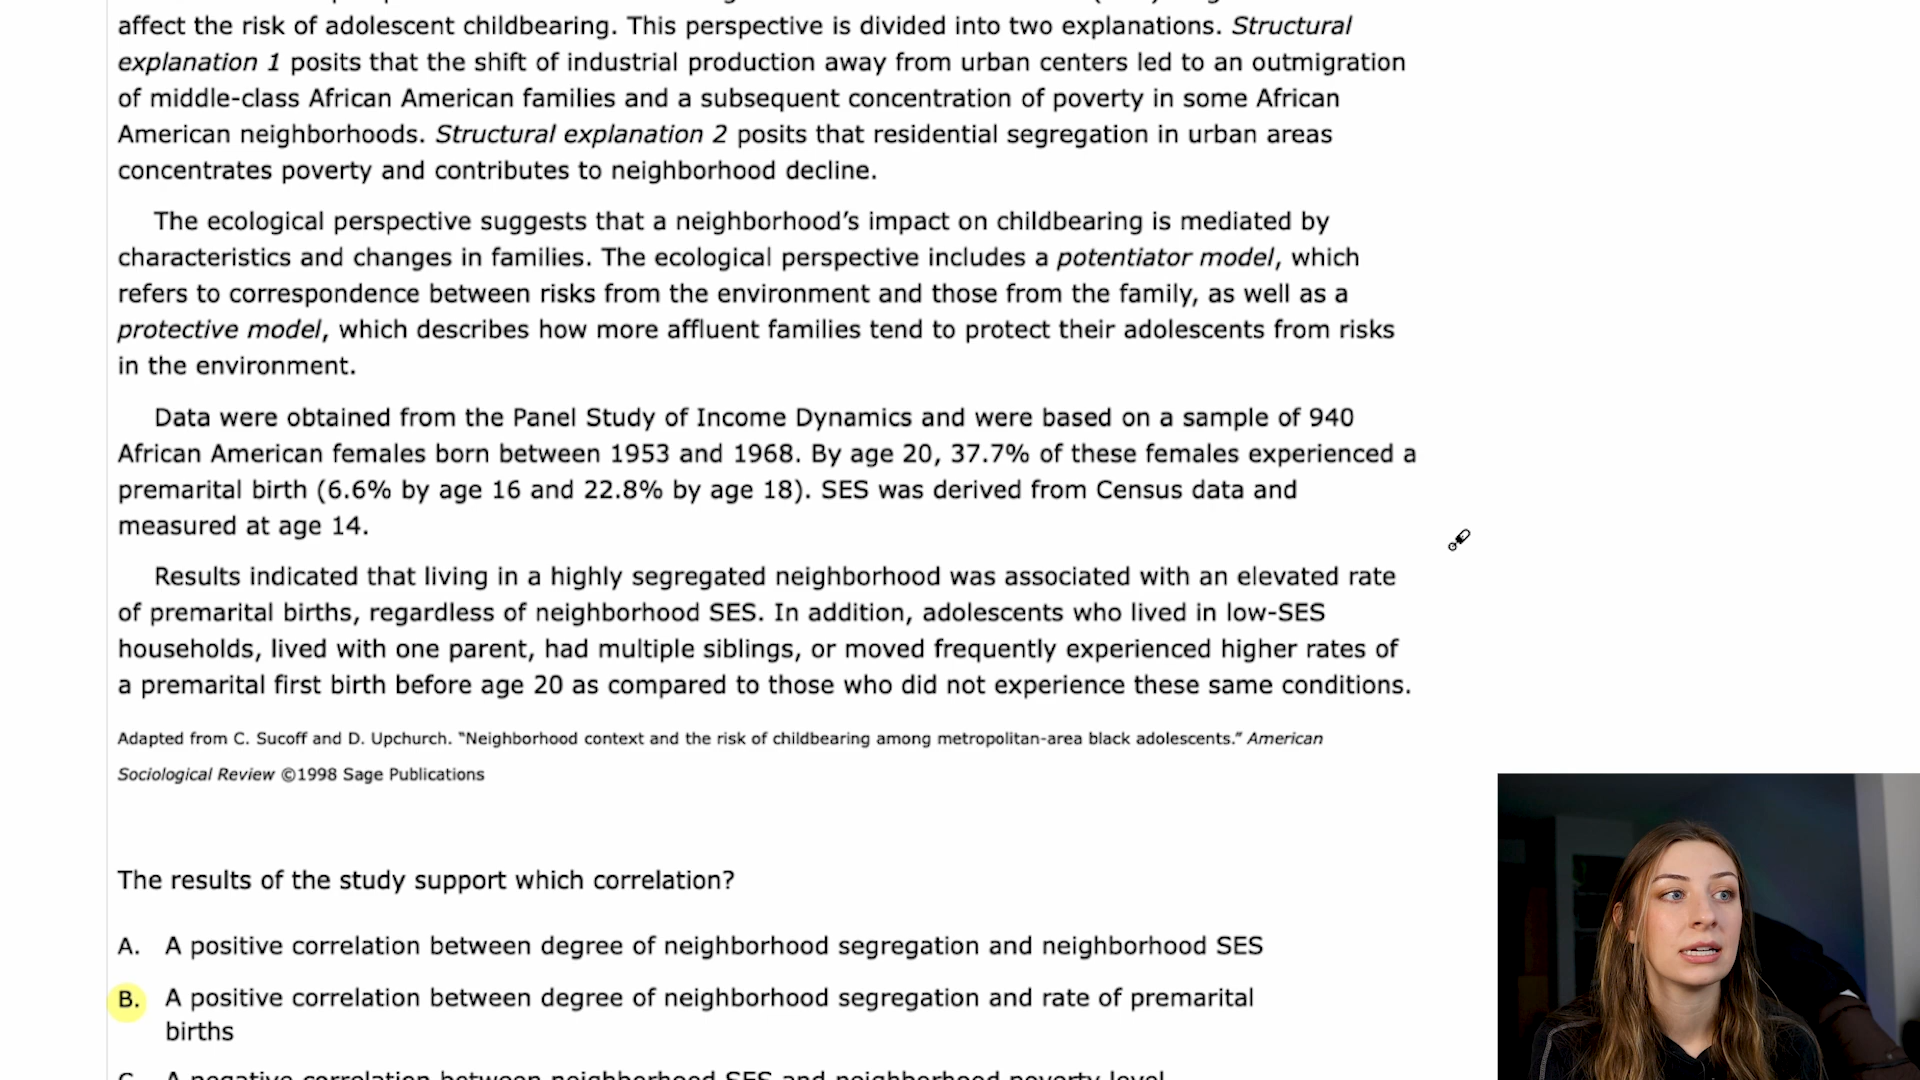 affect the risk of adolescent childbearing. This perspective is divided into two explanations. Structural
explanation 1 posits that the shift of industrial production away from urban centers led to an outmigration
of middle-class African American families and a subsequent concentration of poverty in some African
American neighborhoods. Structural explanation 2 posits that residential segregation in urban areas
concentrates poverty and contributes to neighborhood decline.
The ecological perspective suggests that a neighborhood’s impact on childbearing is mediated by
characteristics and changes in families. The ecological perspective includes a potentiator model, which
refers to correspondence between risks from the environment and those from the family, as well as a
protective model, which describes how more affluent families tend to protect their adolescents from risks
in the environment.
Data were obtained from the Panel Study of Income Dynamics and were based on a sample of 940
African American females born between 1953 and 1968. By age 20, 37.7% of these females experienced a
premarital birth (6.6% by age 16 and 22.8% by age 18). SES was derived from Census data and
measured at age 14.
Results indicated that living in a highly segregated neighborhood was associated with an elevated rate
of premarital births, regardless of neighborhood SES. In addition, adolescents who lived in low-SES
households, lived with one parent, had multiple siblings, or moved frequently experienced higher rates of
a premarital first birth before age 20 as compared to those who did not experience these same conditions.
Adapted from C. Sucoff and D. Upchurch. “Neighborhood context and the risk of childbearing among metropolitan-area black adolescents.” American
Sociological Review ©1998 Sage Publications
The results of the study support which correlation?
A. A positive correlation between degree of neighborhood segregation and neighborhood SES
B. A positive correlation between degree of neighborhood segregation and rate of premarital
births
C. A negative correlation between neighborhood SES and neighborhood poverty level